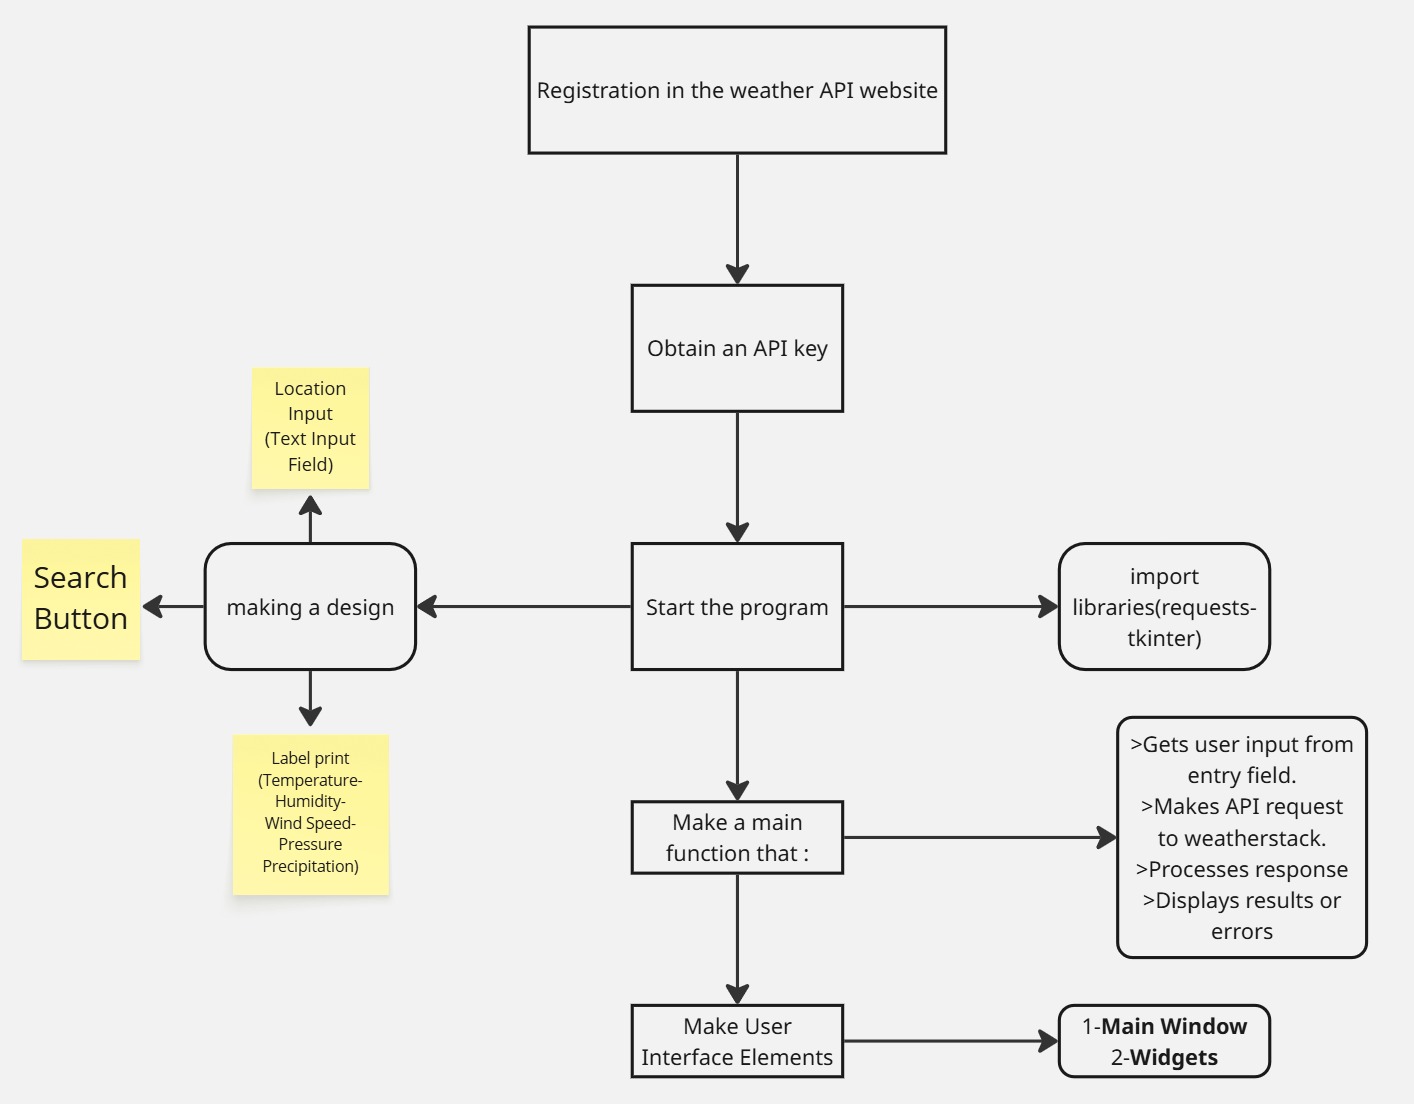 Registration in the weather API website
Obtain an API key
Location
Input
(Text Input
Field)
Search
Button
making a design
Start the program
import
libraries(requests-
tkinter)
Label print
(Temperature-
Humidity-
Wind Speed-
Pressure
Precipitation)
Make a main
function that :
>Gets user input from
entry field.
>Makes API request
to weatherstack.
>Processes response
>Displays results or
errors
Make User
Interface Elements
1-Main Window
2-Widgets